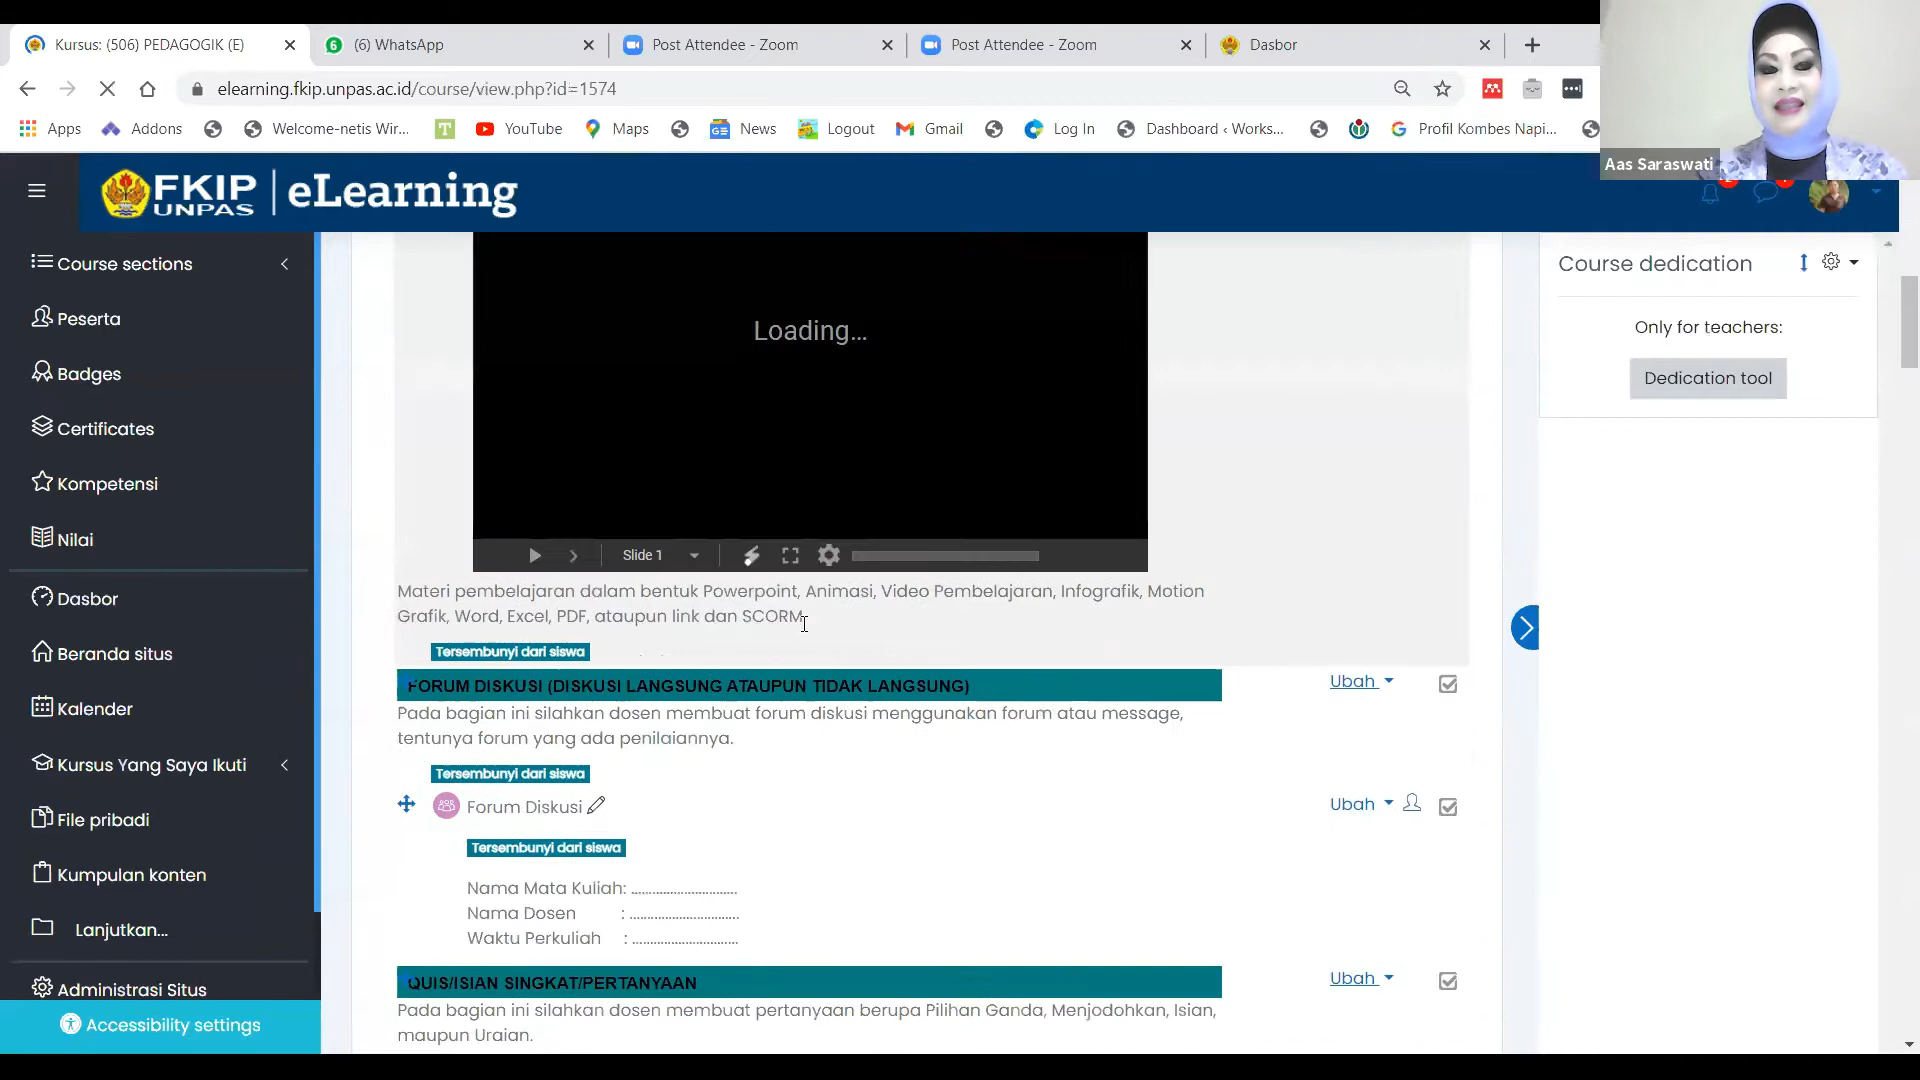 Kursus: (506) PEDAGOGIK (E)
(6) WhatsApp
Post Attendee - Zoom
Post Attendee - Zoom
Dasbor
elearning.fkip.unpas.ac.id/course/view.php?id=1574
Apps
Addons
Welcome-netis Wir...
YouTube
Maps
News
Logout
Gmail
Log In
Dashboard ‹ Works...
Profil Kombes Napi...
Aas Saraswati
FKIP UNPAS | eLearning
Course sections
Peserta
Badges
Certificates
Kompetensi
Nilai
Dasbor
Beranda situs
Kalender
Kursus Yang Saya Ikuti
File pribadi
Kumpulan konten
Lanjutkan...
Administrasi Situs
Accessibility settings
Loading...
Slide 1
Materi pembelajaran dalam bentuk Powerpoint, Animasi, Video Pembelajaran, Infografik, Motion
Grafik, Word, Excel, PDF, ataupun link dan SCORM.
Tersembunyi dari siswa
FORUM DISKUSI (DISKUSI LANGSUNG ATAUPUN TIDAK LANGSUNG)
Ubah
Pada bagian ini silahkan dosen membuat forum diskusi menggunakan forum atau message,
tentunya forum yang ada penilaiannya.
Tersembunyi dari siswa
Forum Diskusi
Ubah
Tersembunyi dari siswa
Nama Mata Kuliah: ................................
Nama Dosen : .................................
Waktu Perkuliah : ................................
QUIS/ISIAN SINGKAT/PERTANYAAN
Ubah
Pada bagian ini silahkan dosen membuat pertanyaan berupa Pilihan Ganda, Menjodohkan, Isian,
maupun Uraian.
Course dedication
Only for teachers:
Dedication tool